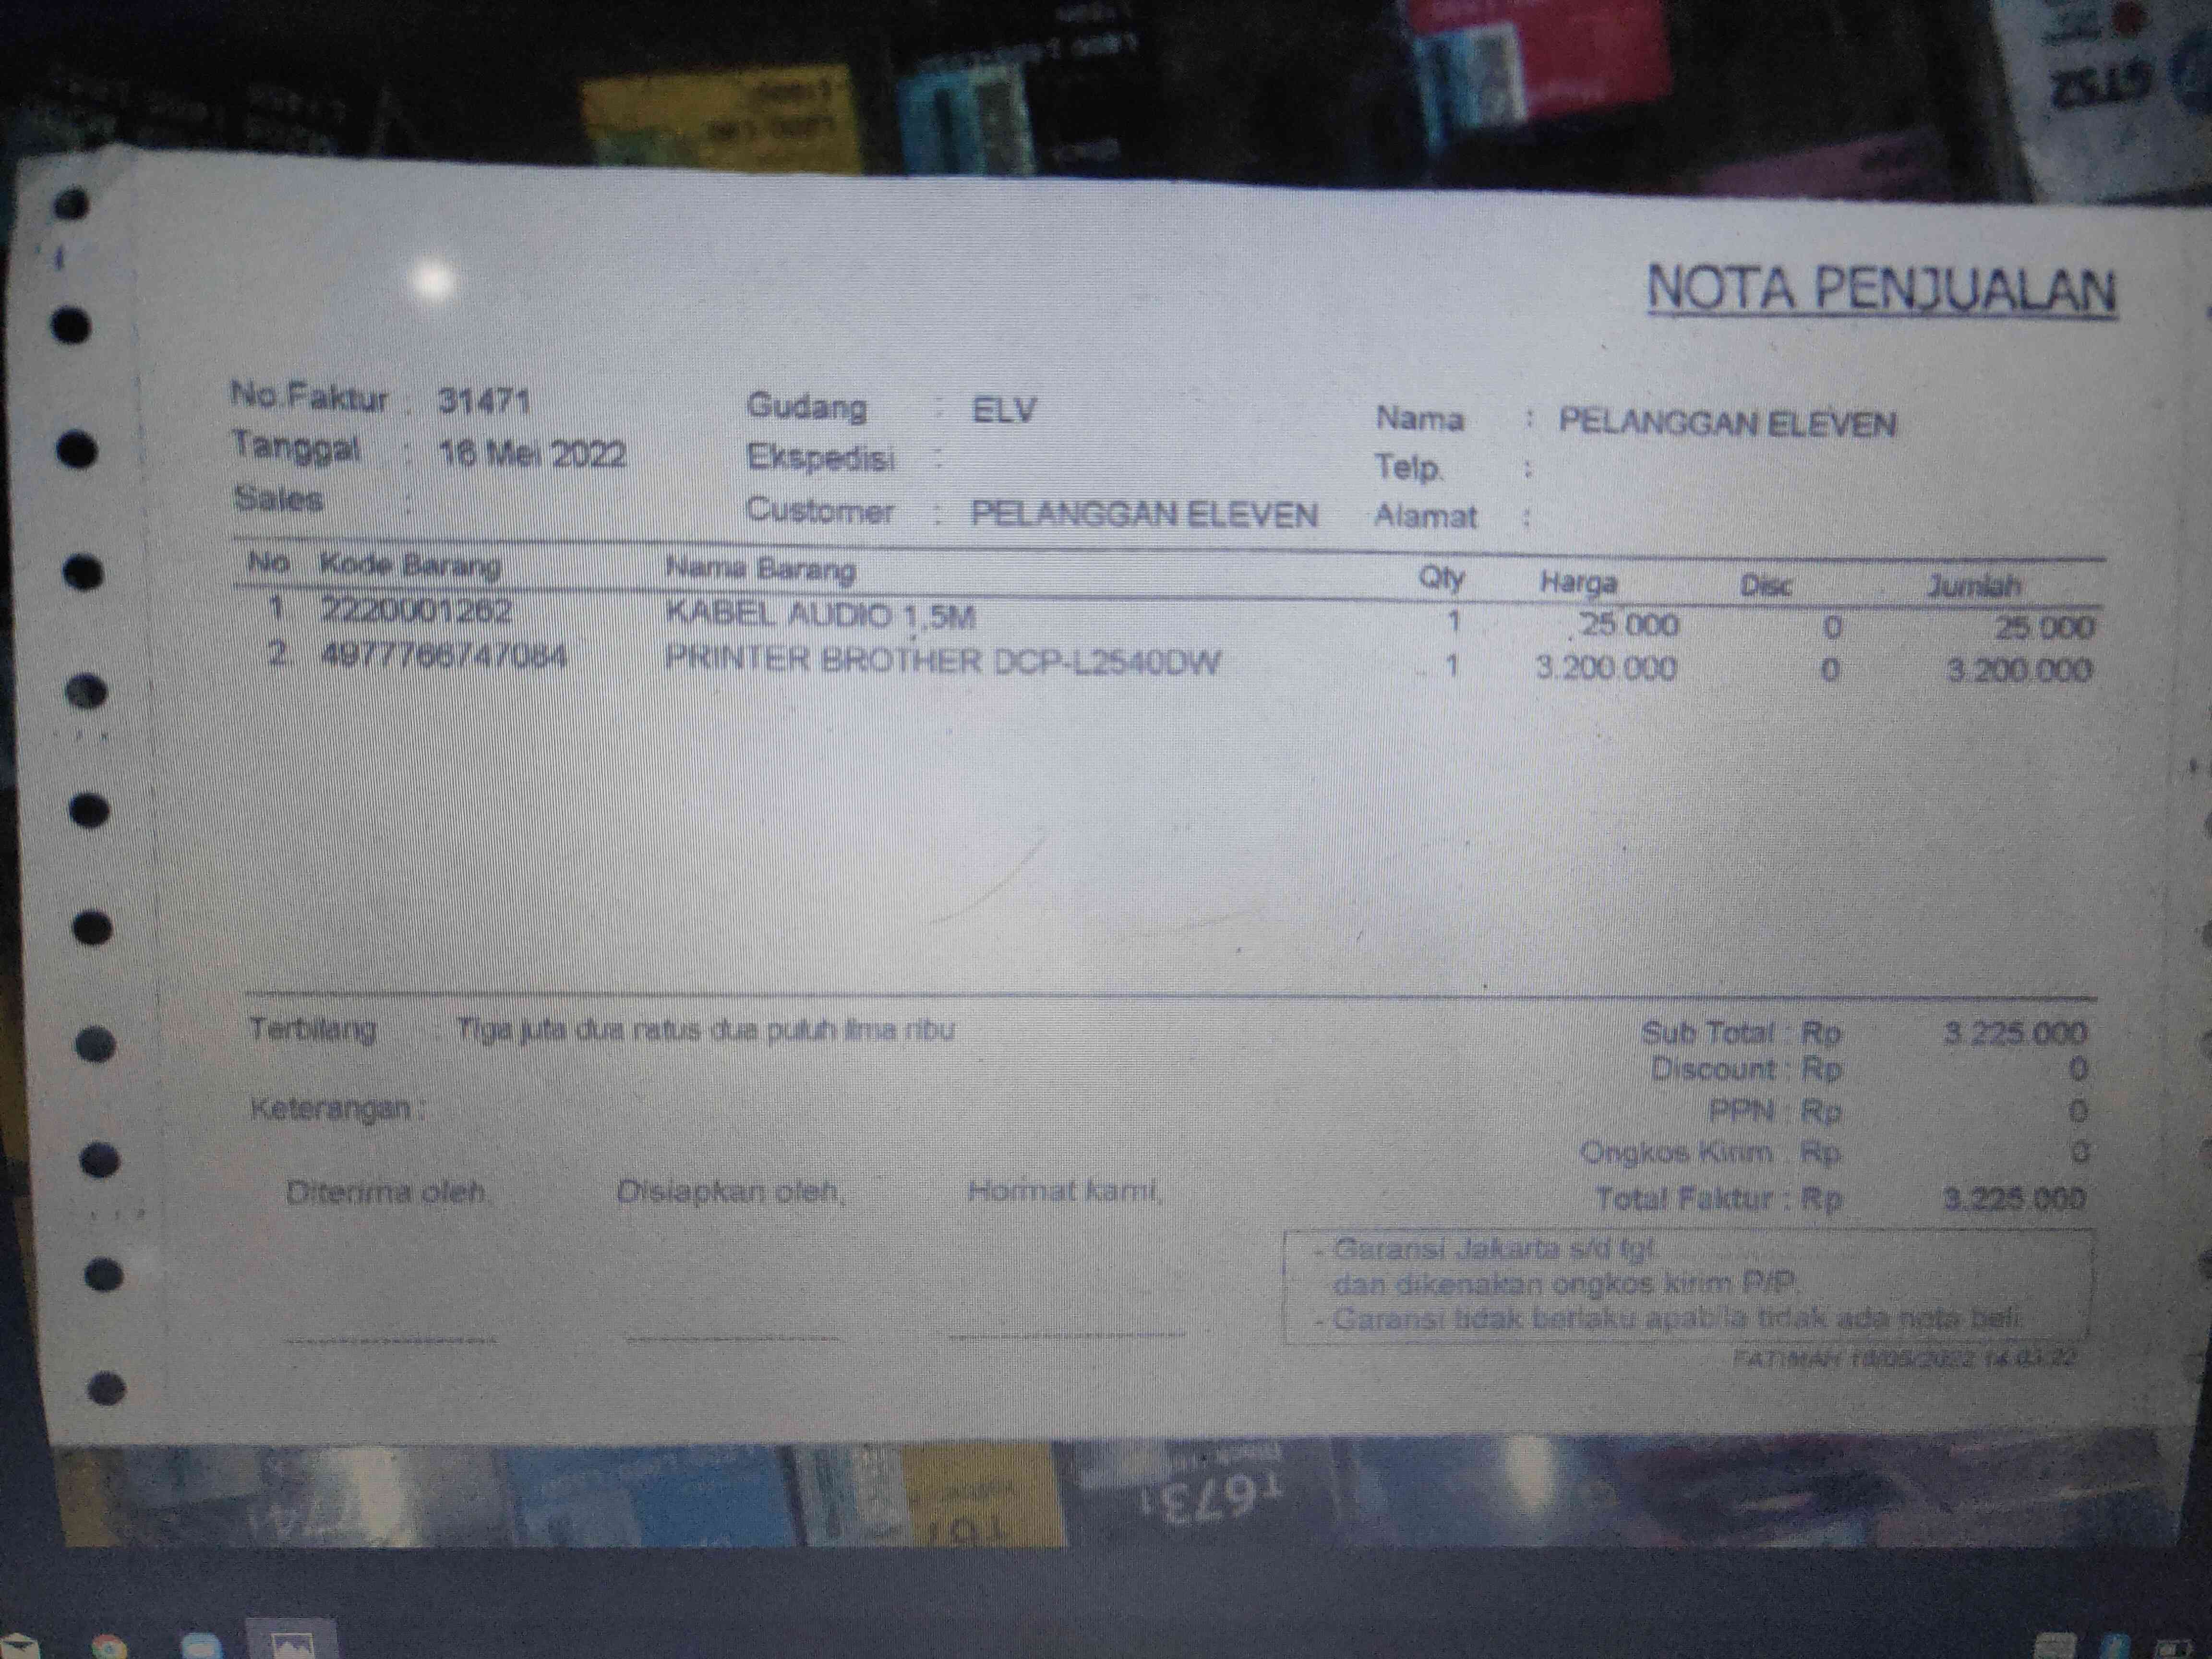 NOTA PENJUALAN
No.Faktur : 31471 Gudang : ELV Nama : PELANGGAN ELEVEN
Tanggal : 16 Mei 2022 Ekspedisi : Telp. :
Sales : Customer : PELANGGAN ELEVEN Alamat :
No Kode Barang Nama Barang Qty Harga Disc Jumlah
1 2220001262 KABEL AUDIO 1,5M 1 25.000 0 25.000
2 4977766747084 PRINTER BROTHER DCP-L2540DW 1 3.200.000 0 3.200.000
Terbilang : Tiga juta dua ratus dua puluh lima ribu Sub Total : Rp 3.225.000
Discount : Rp 0
Keterangan : PPN : Rp 0
Ongkos Kirim : Rp 0
Diterima oleh, Disiapkan oleh, Hormat kami, Total Faktur : Rp 3.225.000
- Garansi Jakarta s/d tgl.
dan dikenakan ongkos kirim P/P.
- Garansi tidak berlaku apabila tidak ada nota beli.
FATIMAH
GT52
T6731